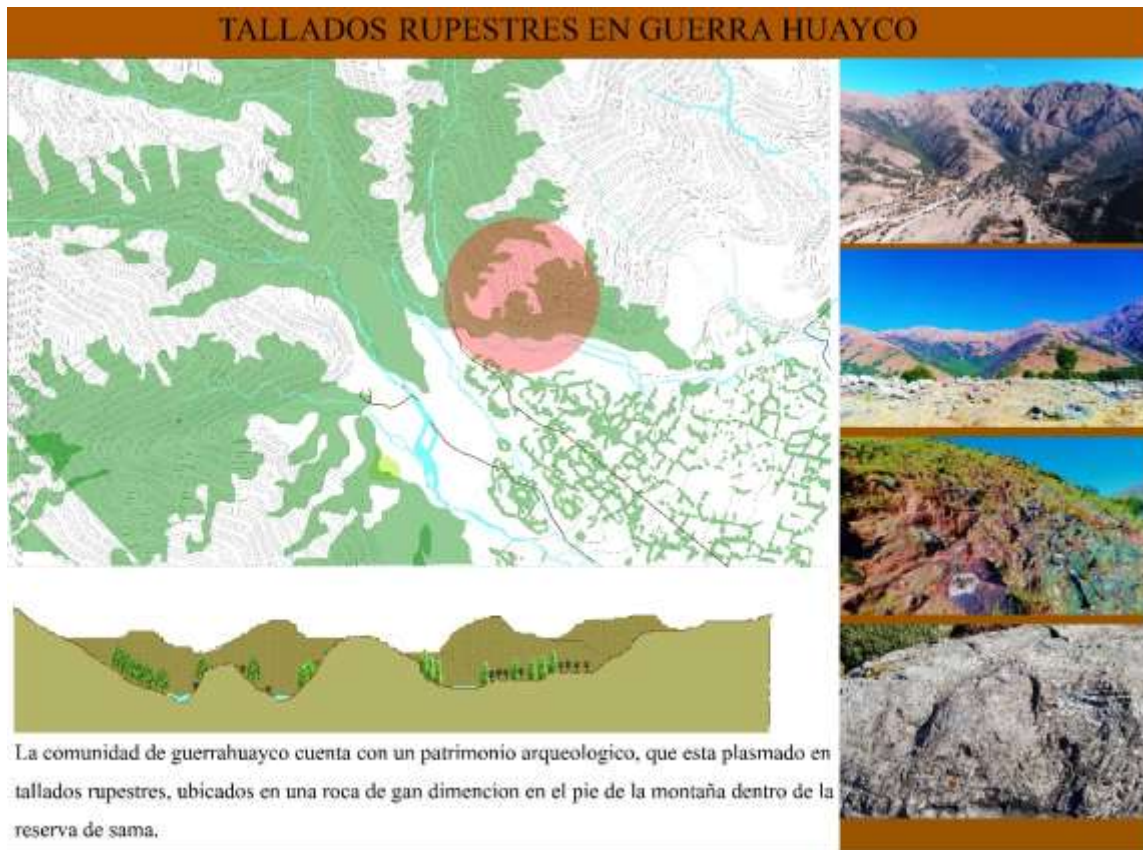 TALLADOS RUPESTRES EN GUERRA HUAYCO
La comunidad de guerrahuayco cuenta con un patrimonio arqueologico, que esta plasmado en
tallados rupestres, ubicados en una roca de gan dimencion en el pie de la montaña dentro de la
reserva de sama.